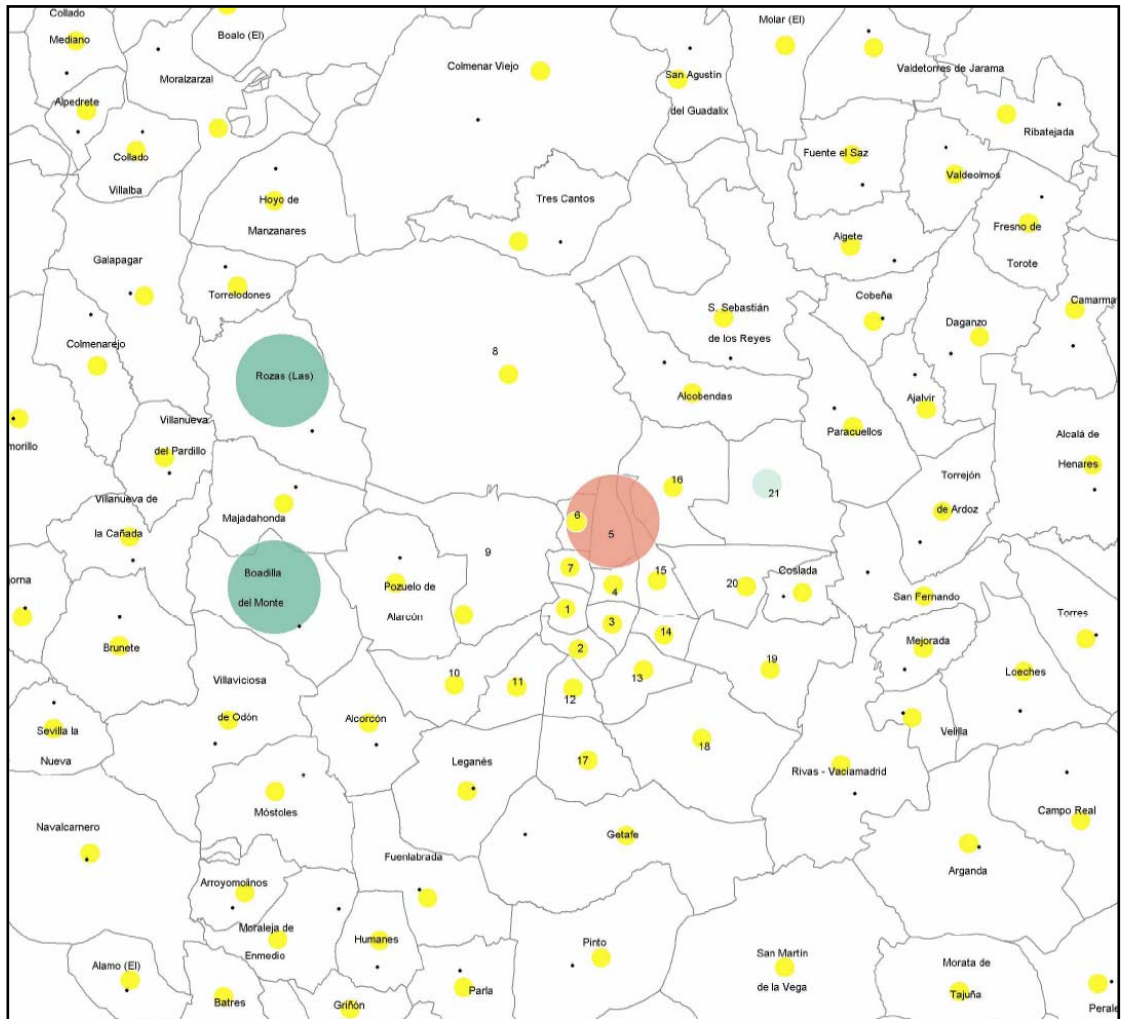 Collado
Mediano
Boalo (El)
Moralzarzal
Alpedrete
Collado
Villalba
Colmenar Viejo
San Agustín
del Guadalix
Molar (El)
Valdetorres de Jarama
Ribatejada
Fuente el Saz
Valdeolmos
Hoyo de
Manzanares
Tres Cantos
Fresno de
Torote
Algete
Galapagar
Torrelodones
S. Sebastián
de los Reyes
Cobeña
Camarma
Daganzo
Colmenarejo
8
Rozas (Las)
Alcobendas
Ajalvir
Paracuellos
morillo
Villanueva
del Pardillo
Alcalá de
Henares
Torrejón
de Ardoz
16
21
Villanueva de
la Cañada
Majadahonda
6
5
9
7
15
20
Coslada
4
Boadilla
del Monte
Pozuelo de
Alarcón
orna
San Fernando
1
3
14
Torres
Brunete
2
Mejorada
Loeches
19
13
Villaviciosa
de Odón
10
11
12
Alcorcón
Sevilla la
Nueva
Velilla
18
Leganés
17
Rivas - Vaciamadrid
Móstoles
Campo Real
Navalcarnero
Getafe
Fuenlabrada
Arganda
Arroyomolinos
Moraleja de
Enmedio
Humanes
Pinto
San Martín
de la Vega
Alamo (El)
Batres
Griñón
Parla
Morata de
Tajuña
Perale